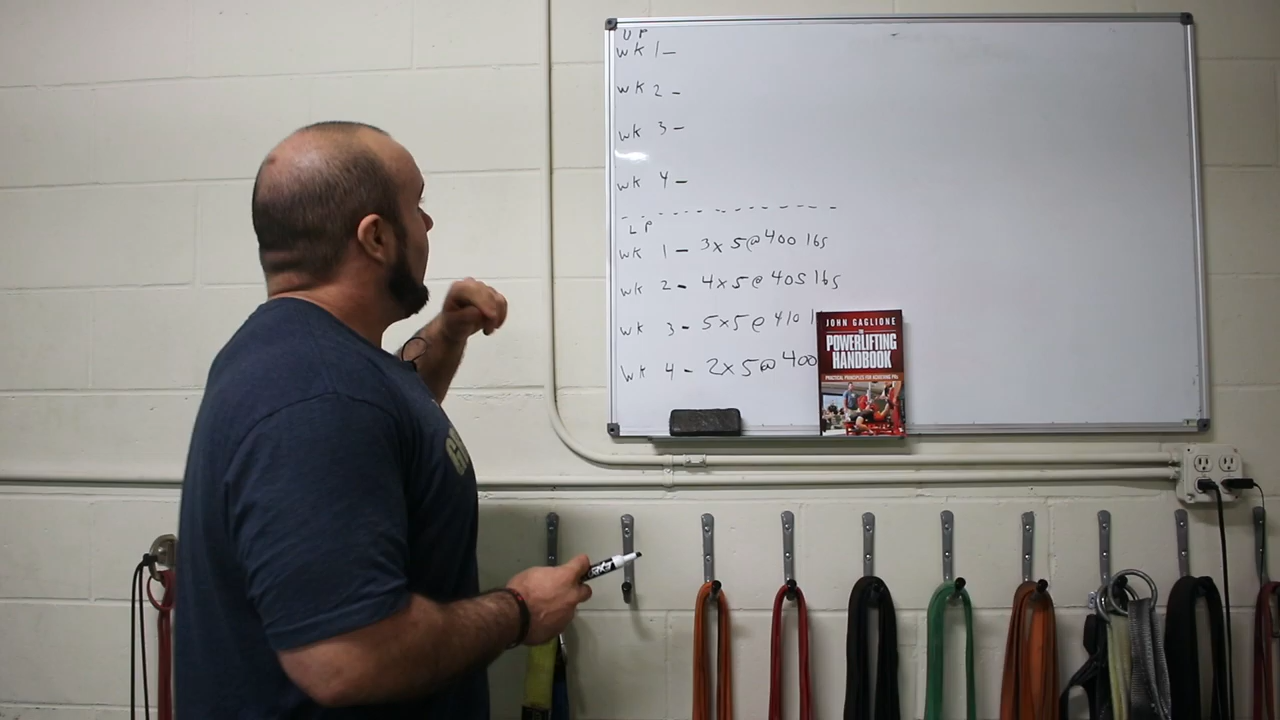 UP
wk 1 -
wk 2 -
wk 3 -
wk 4 -
LP
wk 1 - 3x5@400 lbs
wk 2 - 4x5@405 lbs
wk 3 - 5x5@410
wk 4 - 2x5@400
JOHN GAGLIONE
THE
POWERLIFTING
HANDBOOK
PRACTICAL PRINCIPLES FOR ACHIEVING PRs